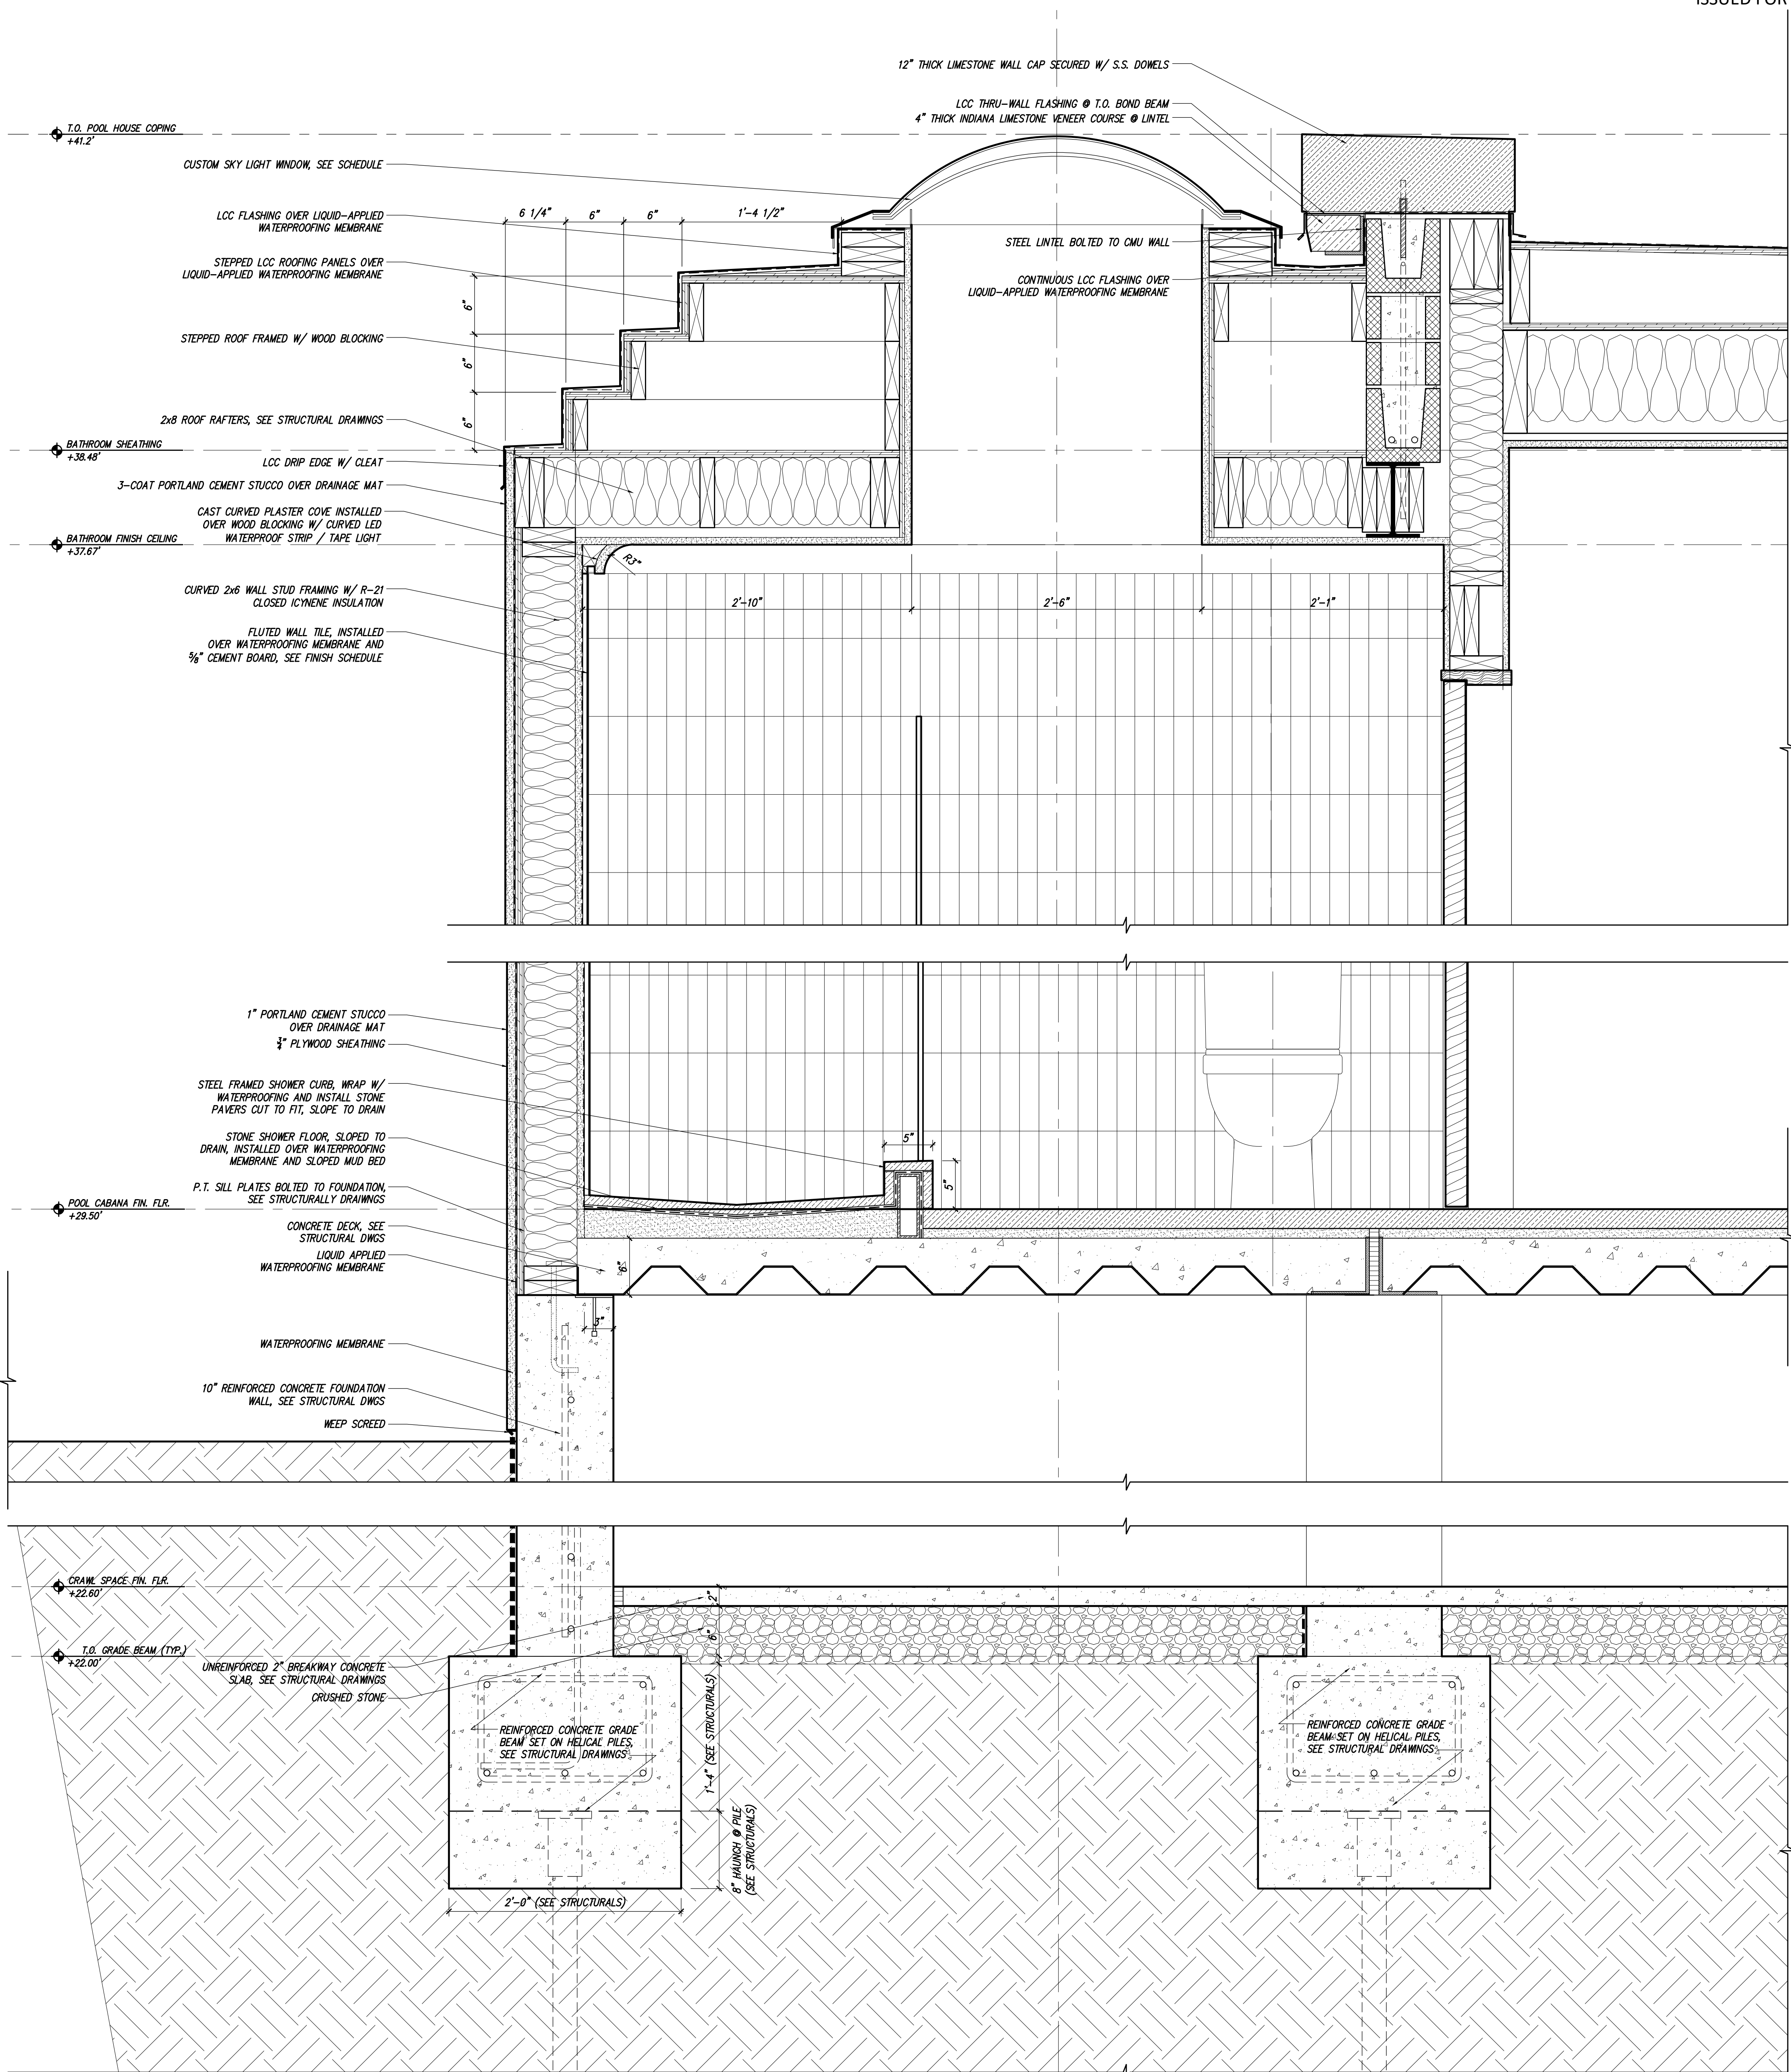 ISSUED FOR
12" THICK LIMESTONE WALL CAP SECURED W/ S.S. DOWELS
LCC THRU-WALL FLASHING @ T.O. BOND BEAM
4" THICK INDIANA LIMESTONE VENEER COURSE @ LINTEL
T.O. POOL HOUSE COPING
+41.2'
CUSTOM SKY LIGHT WINDOW, SEE SCHEDULE
6 1/4"
6"
6"
1'-4 1/2"
LCC FLASHING OVER LIQUID-APPLIED
WATERPROOFING MEMBRANE
STEEL LINTEL BOLTED TO CMU WALL
STEPPED LCC ROOFING PANELS OVER
LIQUID-APPLIED WATERPROOFING MEMBRANE
CONTINUOUS LCC FLASHING OVER
LIQUID-APPLIED WATERPROOFING MEMBRANE
6"
STEPPED ROOF FRAMED W/ WOOD BLOCKING
6"
2x8 ROOF RAFTERS, SEE STRUCTURAL DRAWINGS
6"
BATHROOM SHEATHING
+38.48'
LCC DRIP EDGE W/ CLEAT
3-COAT PORTLAND CEMENT STUCCO OVER DRAINAGE MAT
CAST CURVED PLASTER COVE INSTALLED
OVER WOOD BLOCKING W/ CURVED LED
WATERPROOF STRIP / TAPE LIGHT
BATHROOM FINISH CEILING
+37.67'
R3"
CURVED 2x6 WALL STUD FRAMING W/ R-21
CLOSED ICYNENE INSULATION
2'-10"
2'-6"
2'-1"
FLUTED WALL TILE, INSTALLED
OVER WATERPROOFING MEMBRANE AND
5/8" CEMENT BOARD, SEE FINISH SCHEDULE
1" PORTLAND CEMENT STUCCO
OVER DRAINAGE MAT
3/4" PLYWOOD SHEATHING
STEEL FRAMED SHOWER CURB, WRAP W/
WATERPROOFING AND INSTALL STONE
PAVERS CUT TO FIT, SLOPE TO DRAIN
STONE SHOWER FLOOR, SLOPED TO
DRAIN, INSTALLED OVER WATERPROOFING
MEMBRANE AND SLOPED MUD BED
5"
5"
P.T. SILL PLATES BOLTED TO FOUNDATION,
SEE STRUCTURALLY DRAIWNGS
POOL CABANA FIN. FLR.
+29.50'
CONCRETE DECK, SEE
STRUCTURAL DWGS
LIQUID APPLIED
WATERPROOFING MEMBRANE
6"
3"
WATERPROOFING MEMBRANE
10" REINFORCED CONCRETE FOUNDATION
WALL, SEE STRUCTURAL DWGS
WEEP SCREED
CRAWL SPACE FIN. FLR.
+22.60'
2"
6"
T.O. GRADE BEAM (TYP.)
+22.00'
UNREINFORCED 2" BREAKWAY CONCRETE
SLAB, SEE STRUCTURAL DRAWINGS
CRUSHED STONE
REINFORCED CONCRETE GRADE
BEAM SET ON HELICAL PILES,
SEE STRUCTURAL DRAWINGS
1'-4" (SEE STRUCTURALS)
8" HAUNCH @ PILE
(SEE STRUCTURALS)
REINFORCED CONCRETE GRADE
BEAM SET ON HELICAL PILES,
SEE STRUCTURAL DRAWINGS
2'-0" (SEE STRUCTURALS)